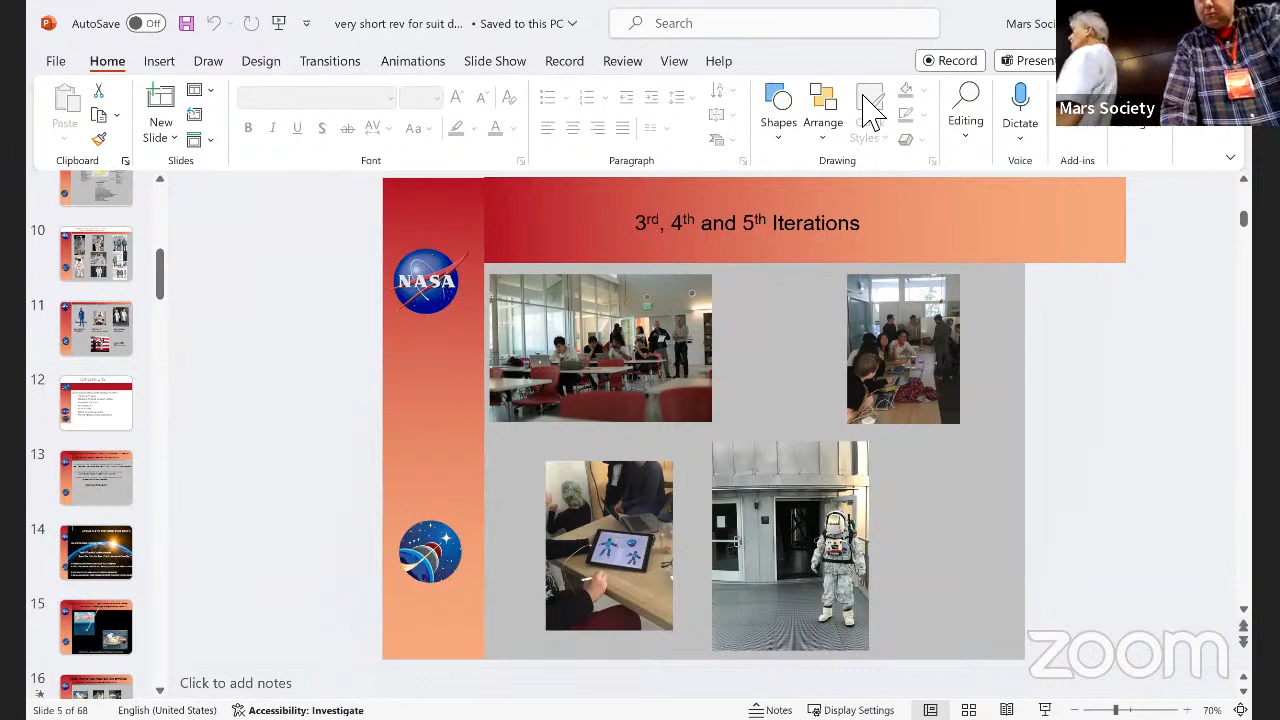 AutoSave Off very short rev for suit d... • Saved to this PC Search Mars Soci
File Home Insert Draw Design Transitions Animations Slide Show Record Review View Help Record Present
Paste New Slide Aa Shapes Arrange Styles Editing Voice
Clipboard Slides Font Paragraph Drawing Voice Add-ins
Mars Society
3rd, 4th and 5th Iterations
NASA
10
11
12
CONCLUSIONS
13
14
15
16
Click to add notes
zoom
Slide 5 of 68 English (United States) Accessibility: Investigate Notes Display Settings 70%